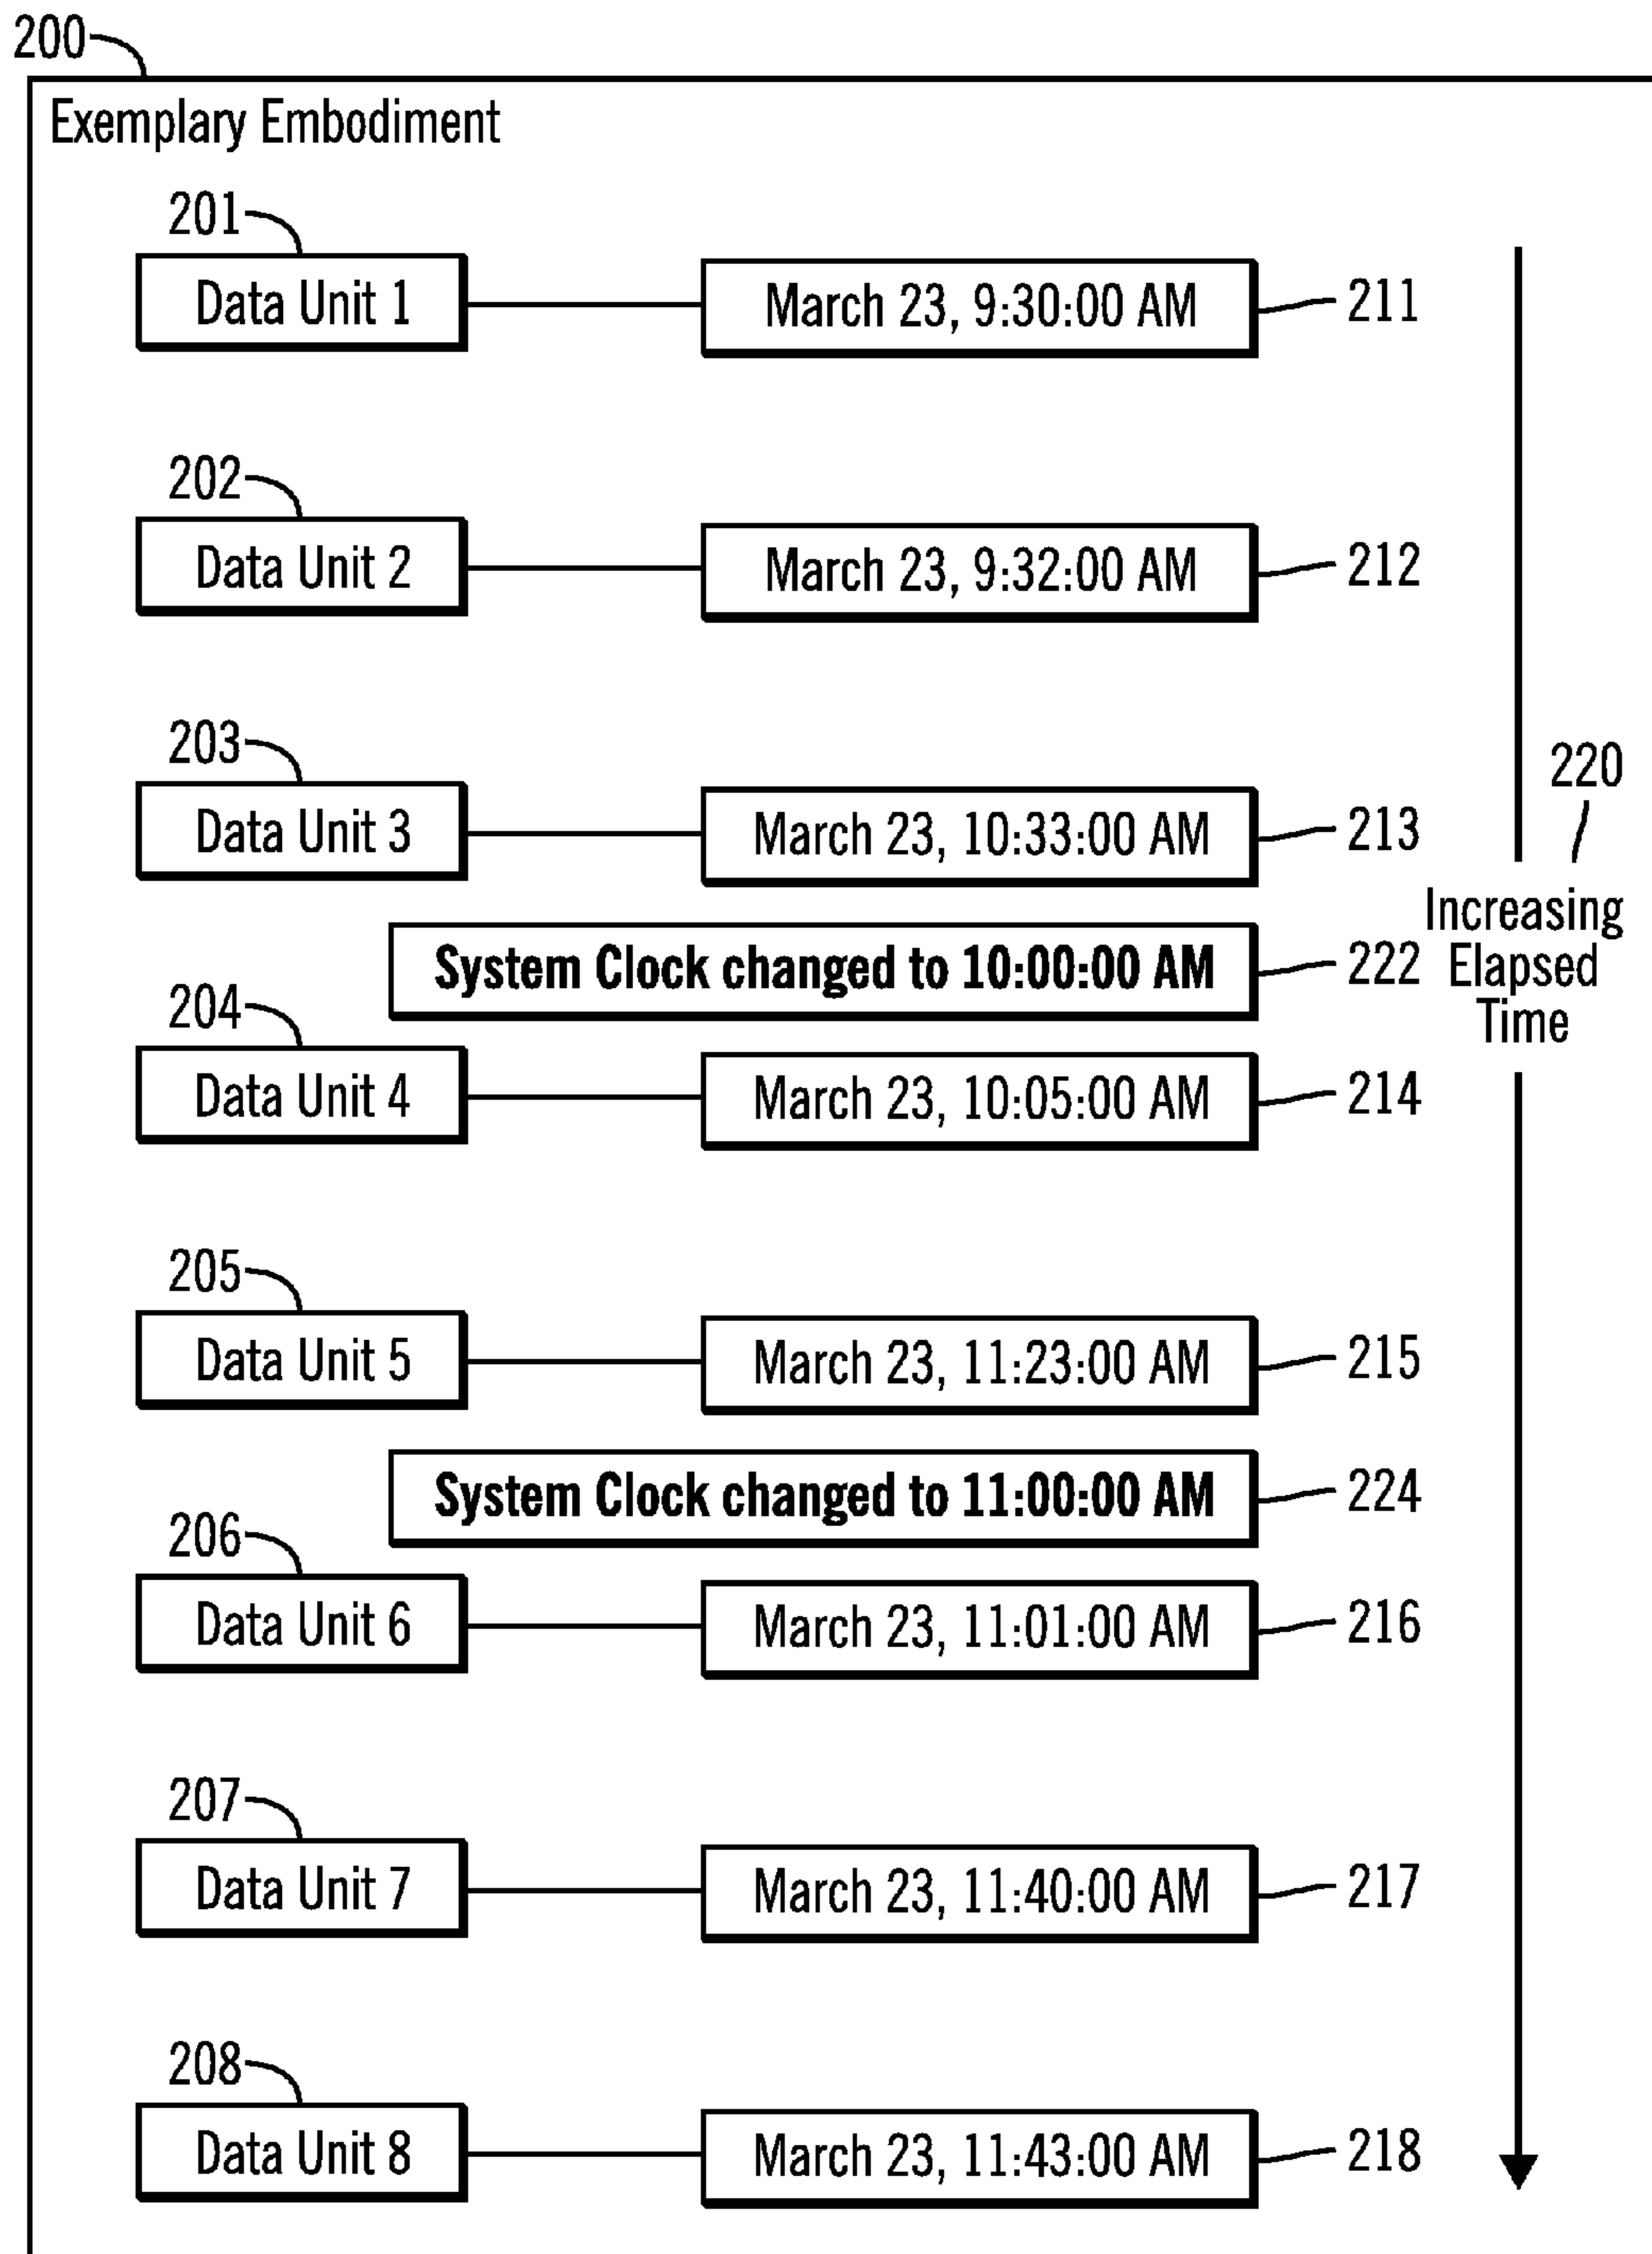 200
Exemplary Embodiment
201
Data Unit 1
March 23, 9:30:00 AM
211
202
Data Unit 2
March 23, 9:32:00 AM
212
203
Data Unit 3
March 23, 10:33:00 AM
213
220
Increasing
Elapsed
Time
System Clock changed to 10:00:00 AM
222
204
Data Unit 4
March 23, 10:05:00 AM
214
205
Data Unit 5
March 23, 11:23:00 AM
215
System Clock changed to 11:00:00 AM
224
206
Data Unit 6
March 23, 11:01:00 AM
216
207
Data Unit 7
March 23, 11:40:00 AM
217
208
Data Unit 8
March 23, 11:43:00 AM
218